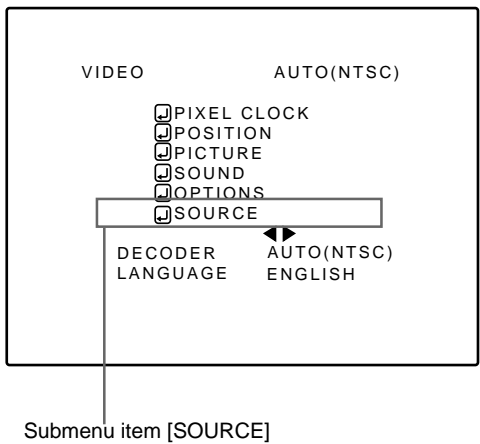 VIDEO AUTO(NTSC)
PIXEL CLOCK
POSITION
PICTURE
SOUND
OPTIONS
SOURCE
DECODER AUTO(NTSC)
LANGUAGE ENGLISH
Submenu item [SOURCE]